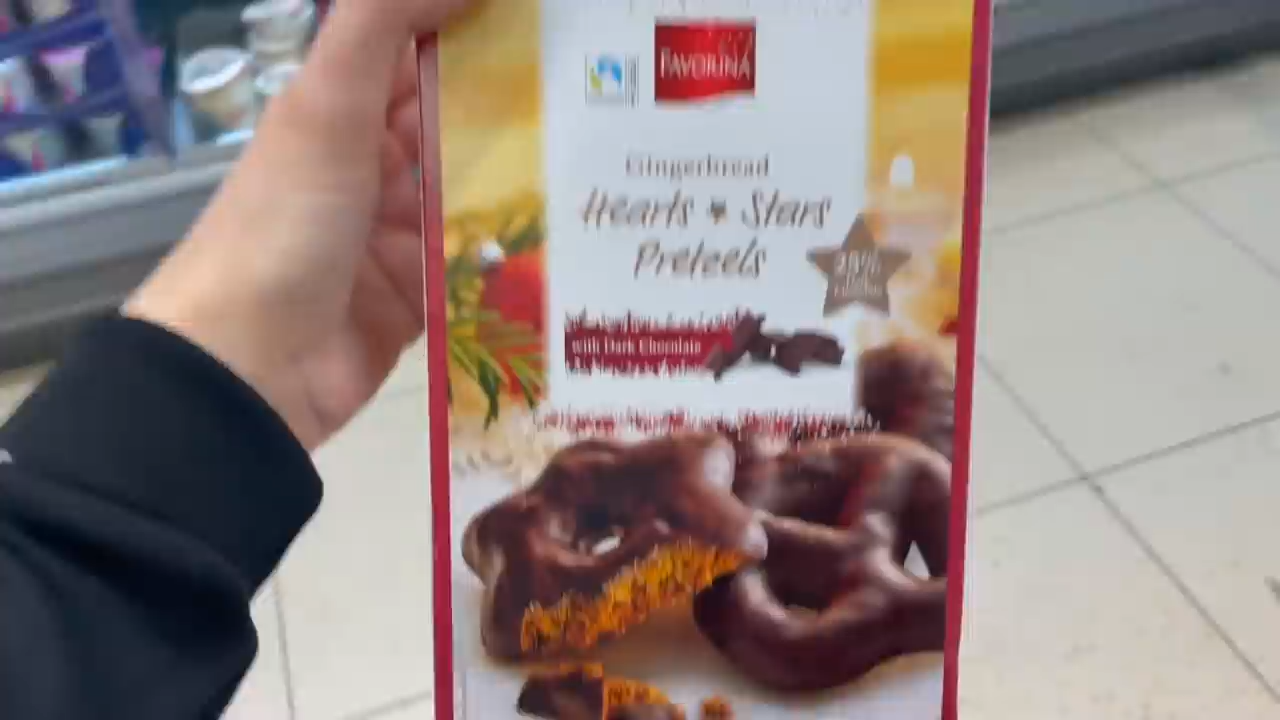 FAVORINA
Gingerbread
Hearts Stars
Pretzels
with Dark Chocolate